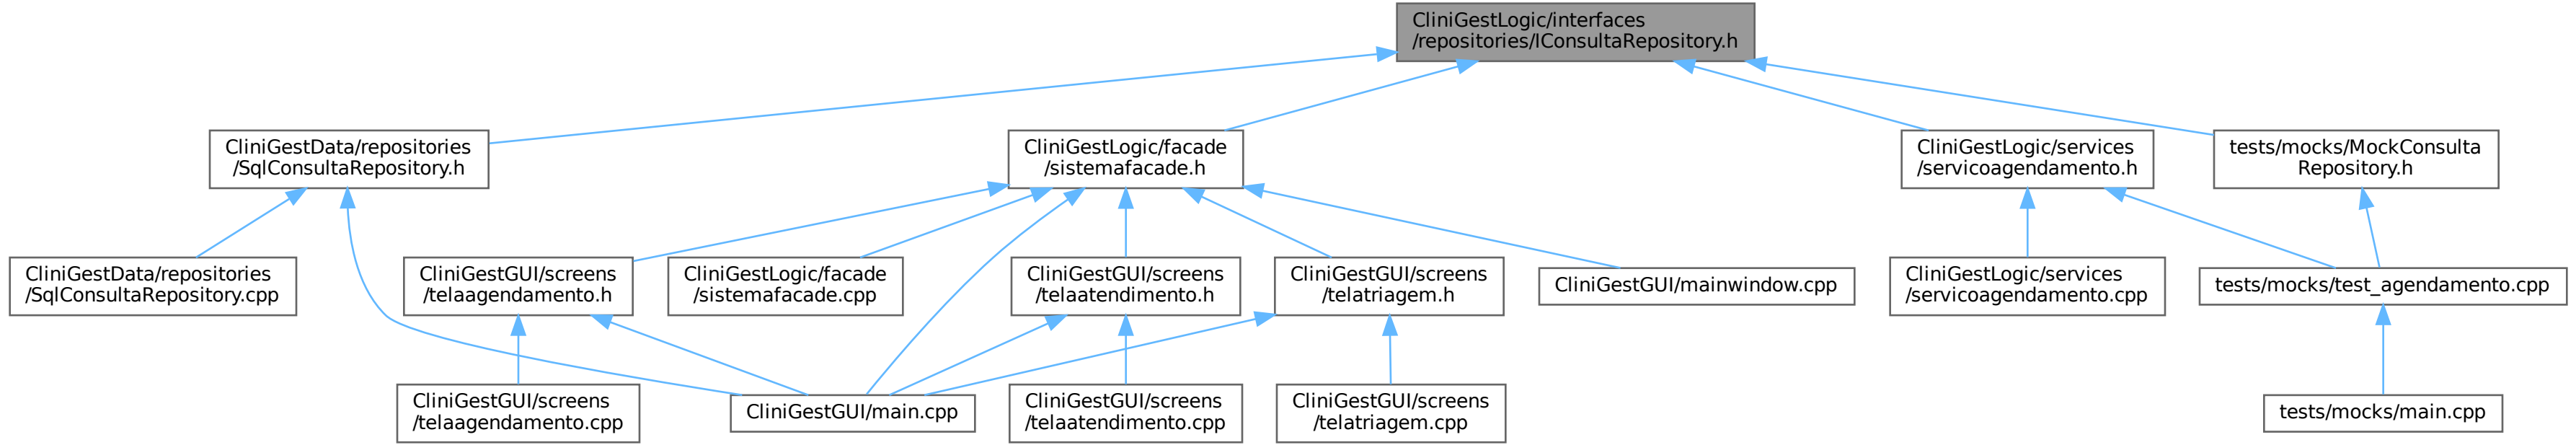 CliniGestLogic/interfaces
/repositories/IConsultaRepository.h
CliniGestData/repositories
/SqlConsultaRepository.h
CliniGestLogic/facade
/sistemafacade.h
CliniGestLogic/services
/servicoagendamento.h
tests/mocks/MockConsulta
Repository.h
CliniGestData/repositories
/SqlConsultaRepository.cpp
CliniGestGUI/screens
/telaagendamento.h
CliniGestLogic/facade
/sistemafacade.cpp
CliniGestGUI/screens
/telaatendimento.h
CliniGestGUI/screens
/telatriagem.h
CliniGestGUI/mainwindow.cpp
CliniGestLogic/services
/servicoagendamento.cpp
tests/mocks/test_agendamento.cpp
CliniGestGUI/screens
/telaagendamento.cpp
CliniGestGUI/main.cpp
CliniGestGUI/screens
/telaatendimento.cpp
CliniGestGUI/screens
/telatriagem.cpp
tests/mocks/main.cpp